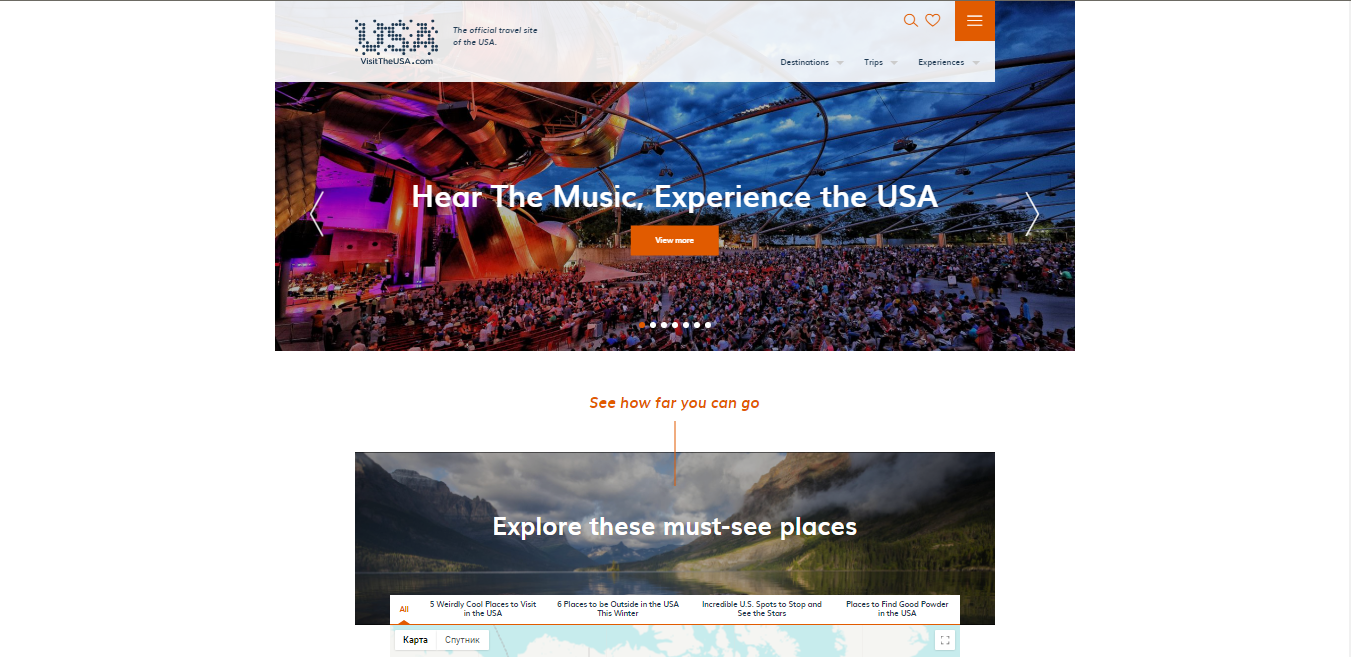 USA
VisitTheUSA.com
The official travel site
of the USA.
Destinations
Trips
Experiences
Hear The Music, Experience the USA
View more
See how far you can go
Explore these must-see places
All
5 Weirdly Cool Places to Visit
in the USA
6 Places to be Outside in the USA
This Winter
Incredible U.S. Spots to Stop and
See the Stars
Places to Find Good Powder
in the USA
Карта
Спутник